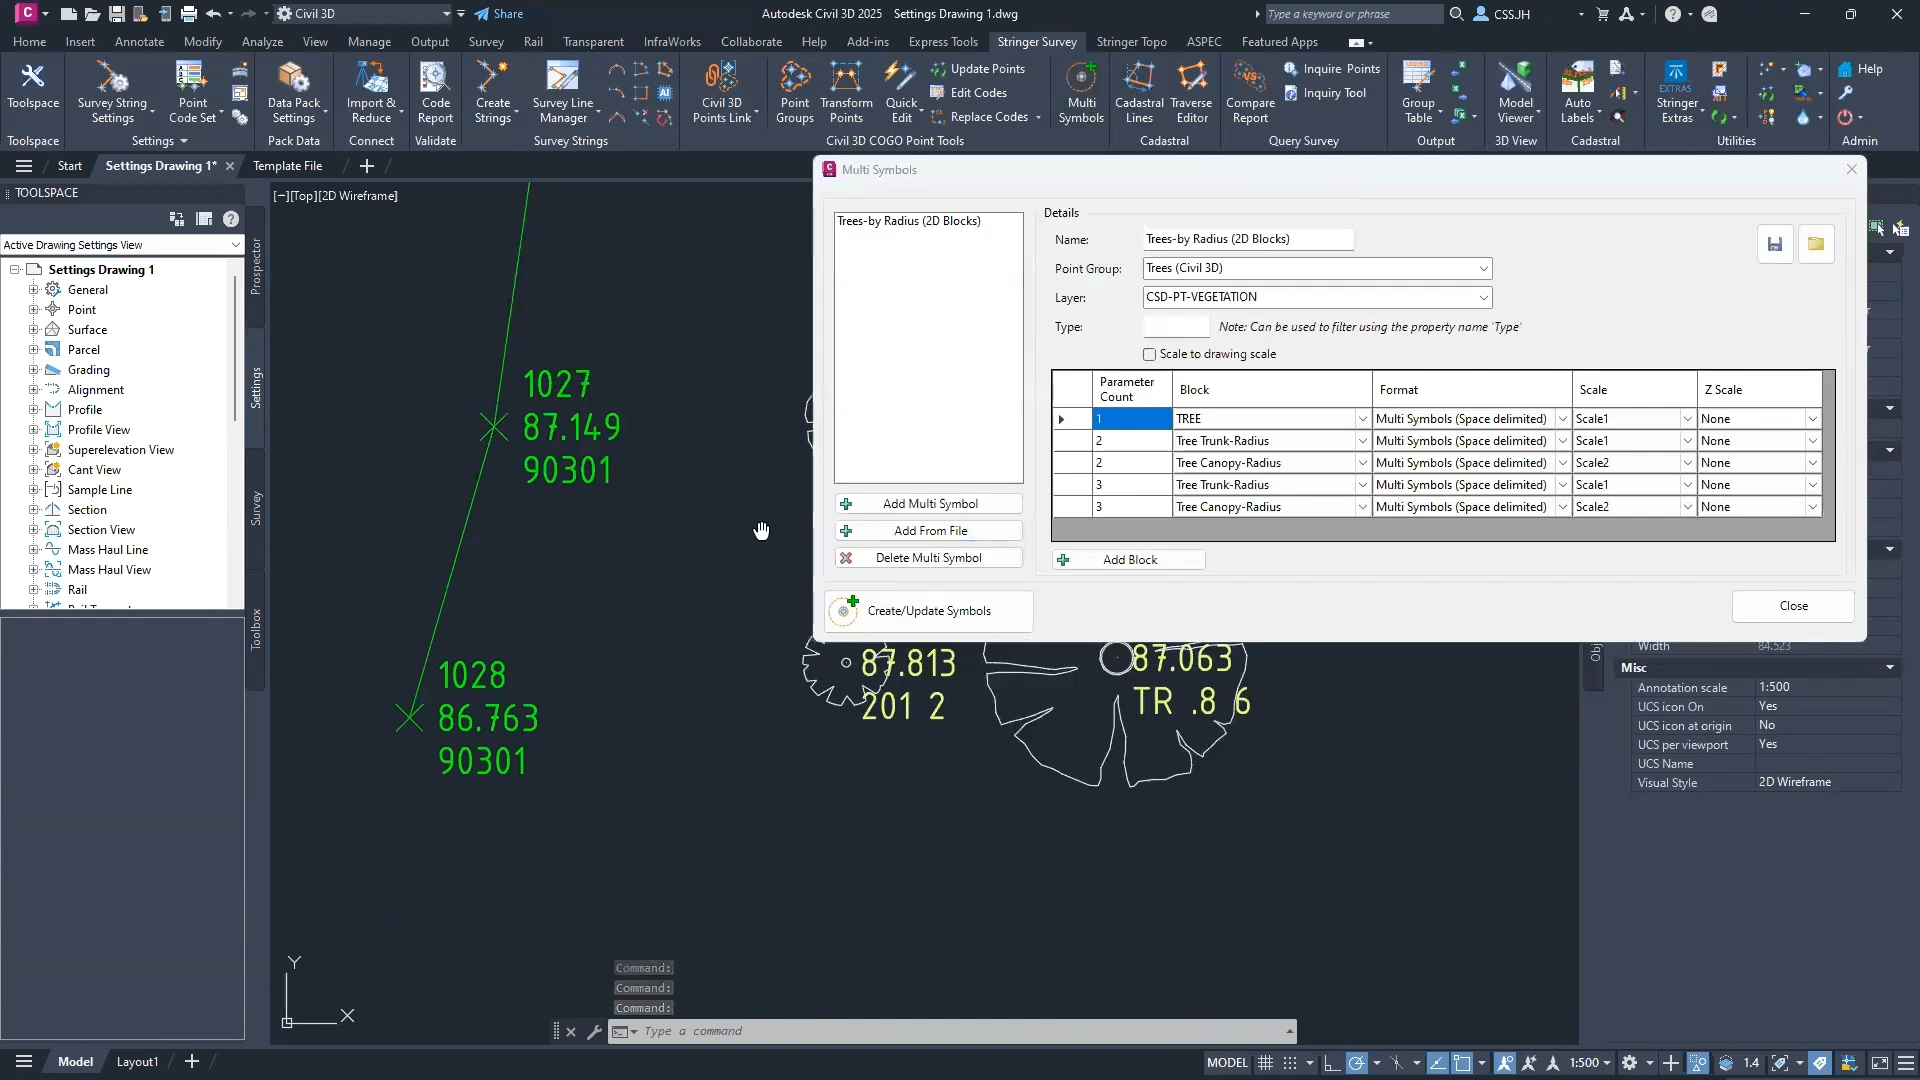 Civil 3D
Share
Autodesk Civil 3D 2025
Settings Drawing 1.dwg
Type a keyword or phrase
CSS.JH
Home
Insert
Annotate
Modify
Analyze
View
Manage
Output
Survey
Rail
Transparent
InfraWorks
Collaborate
Help
Add-ins
Express Tools
Stringer Survey
Stringer Topo
ASPEC
Featured Apps
Toolspace
Survey String
Settings
Point
Code Set
Data Pack
Settings
Import &
Reduce
Code
Report
Create
Strings
Survey Line
Manager
Civil 3D
Points Link
Point
Groups
Transform
Points
Quick
Edit
Update Points
Edit Codes
Replace Codes
Multi
Symbols
Cadastral
Lines
Traverse
Editor
Compare
Report
Inquire Points
Inquiry Tool
Group
Table
Model
Viewer
Auto
Labels
EXTRAS
Stringer
Extras
Help
Toolspace
Settings
Pack Data
Connect
Validate
Survey Strings
Civil 3D COGO Point Tools
Cadastral
Query Survey
Output
3D View
Cadastral
Utilities
Admin
Start
Settings Drawing 1*
Template File
TOOLSPACE
Active Drawing Settings View
Settings Drawing 1
General
Point
Surface
Parcel
Grading
Alignment
Profile
Profile View
Superelevation View
Cant View
Sample Line
Section
Section View
Mass Haul Line
Mass Haul View
Rail
Prospector
Settings
Survey
Toolbox
[−][Top][2D Wireframe]
1027
87.149
90301
1028
86.763
90301
87.813
201 2
87.063
TR .8 6
Y
X
Multi Symbols
Trees-by Radius (2D Blocks)
Add Multi Symbol
Add From File
Delete Multi Symbol
Create/Update Symbols
Details
Name: Trees-by Radius (2D Blocks)
Point Group: Trees (Civil 3D)
Layer: CSD-PT-VEGETATION
Type: Note: Can be used to filter using the property name 'Type'
Scale to drawing scale
Parameter Count Block Format Scale Z Scale
1 TREE Multi Symbols (Space delimited) Scale1 None
2 Tree Trunk-Radius Multi Symbols (Space delimited) Scale1 None
2 Tree Canopy-Radius Multi Symbols (Space delimited) Scale2 None
3 Tree Trunk-Radius Multi Symbols (Space delimited) Scale1 None
3 Tree Canopy-Radius Multi Symbols (Space delimited) Scale2 None
Add Block
Close
Width 84.523
Misc
Annotation scale 1:500
UCS icon On Yes
UCS icon at origin No
UCS per viewport Yes
UCS Name
Visual Style 2D Wireframe
Command:
Command:
Command:
Type a command
Model
Layout1
MODEL
1:500
1.4